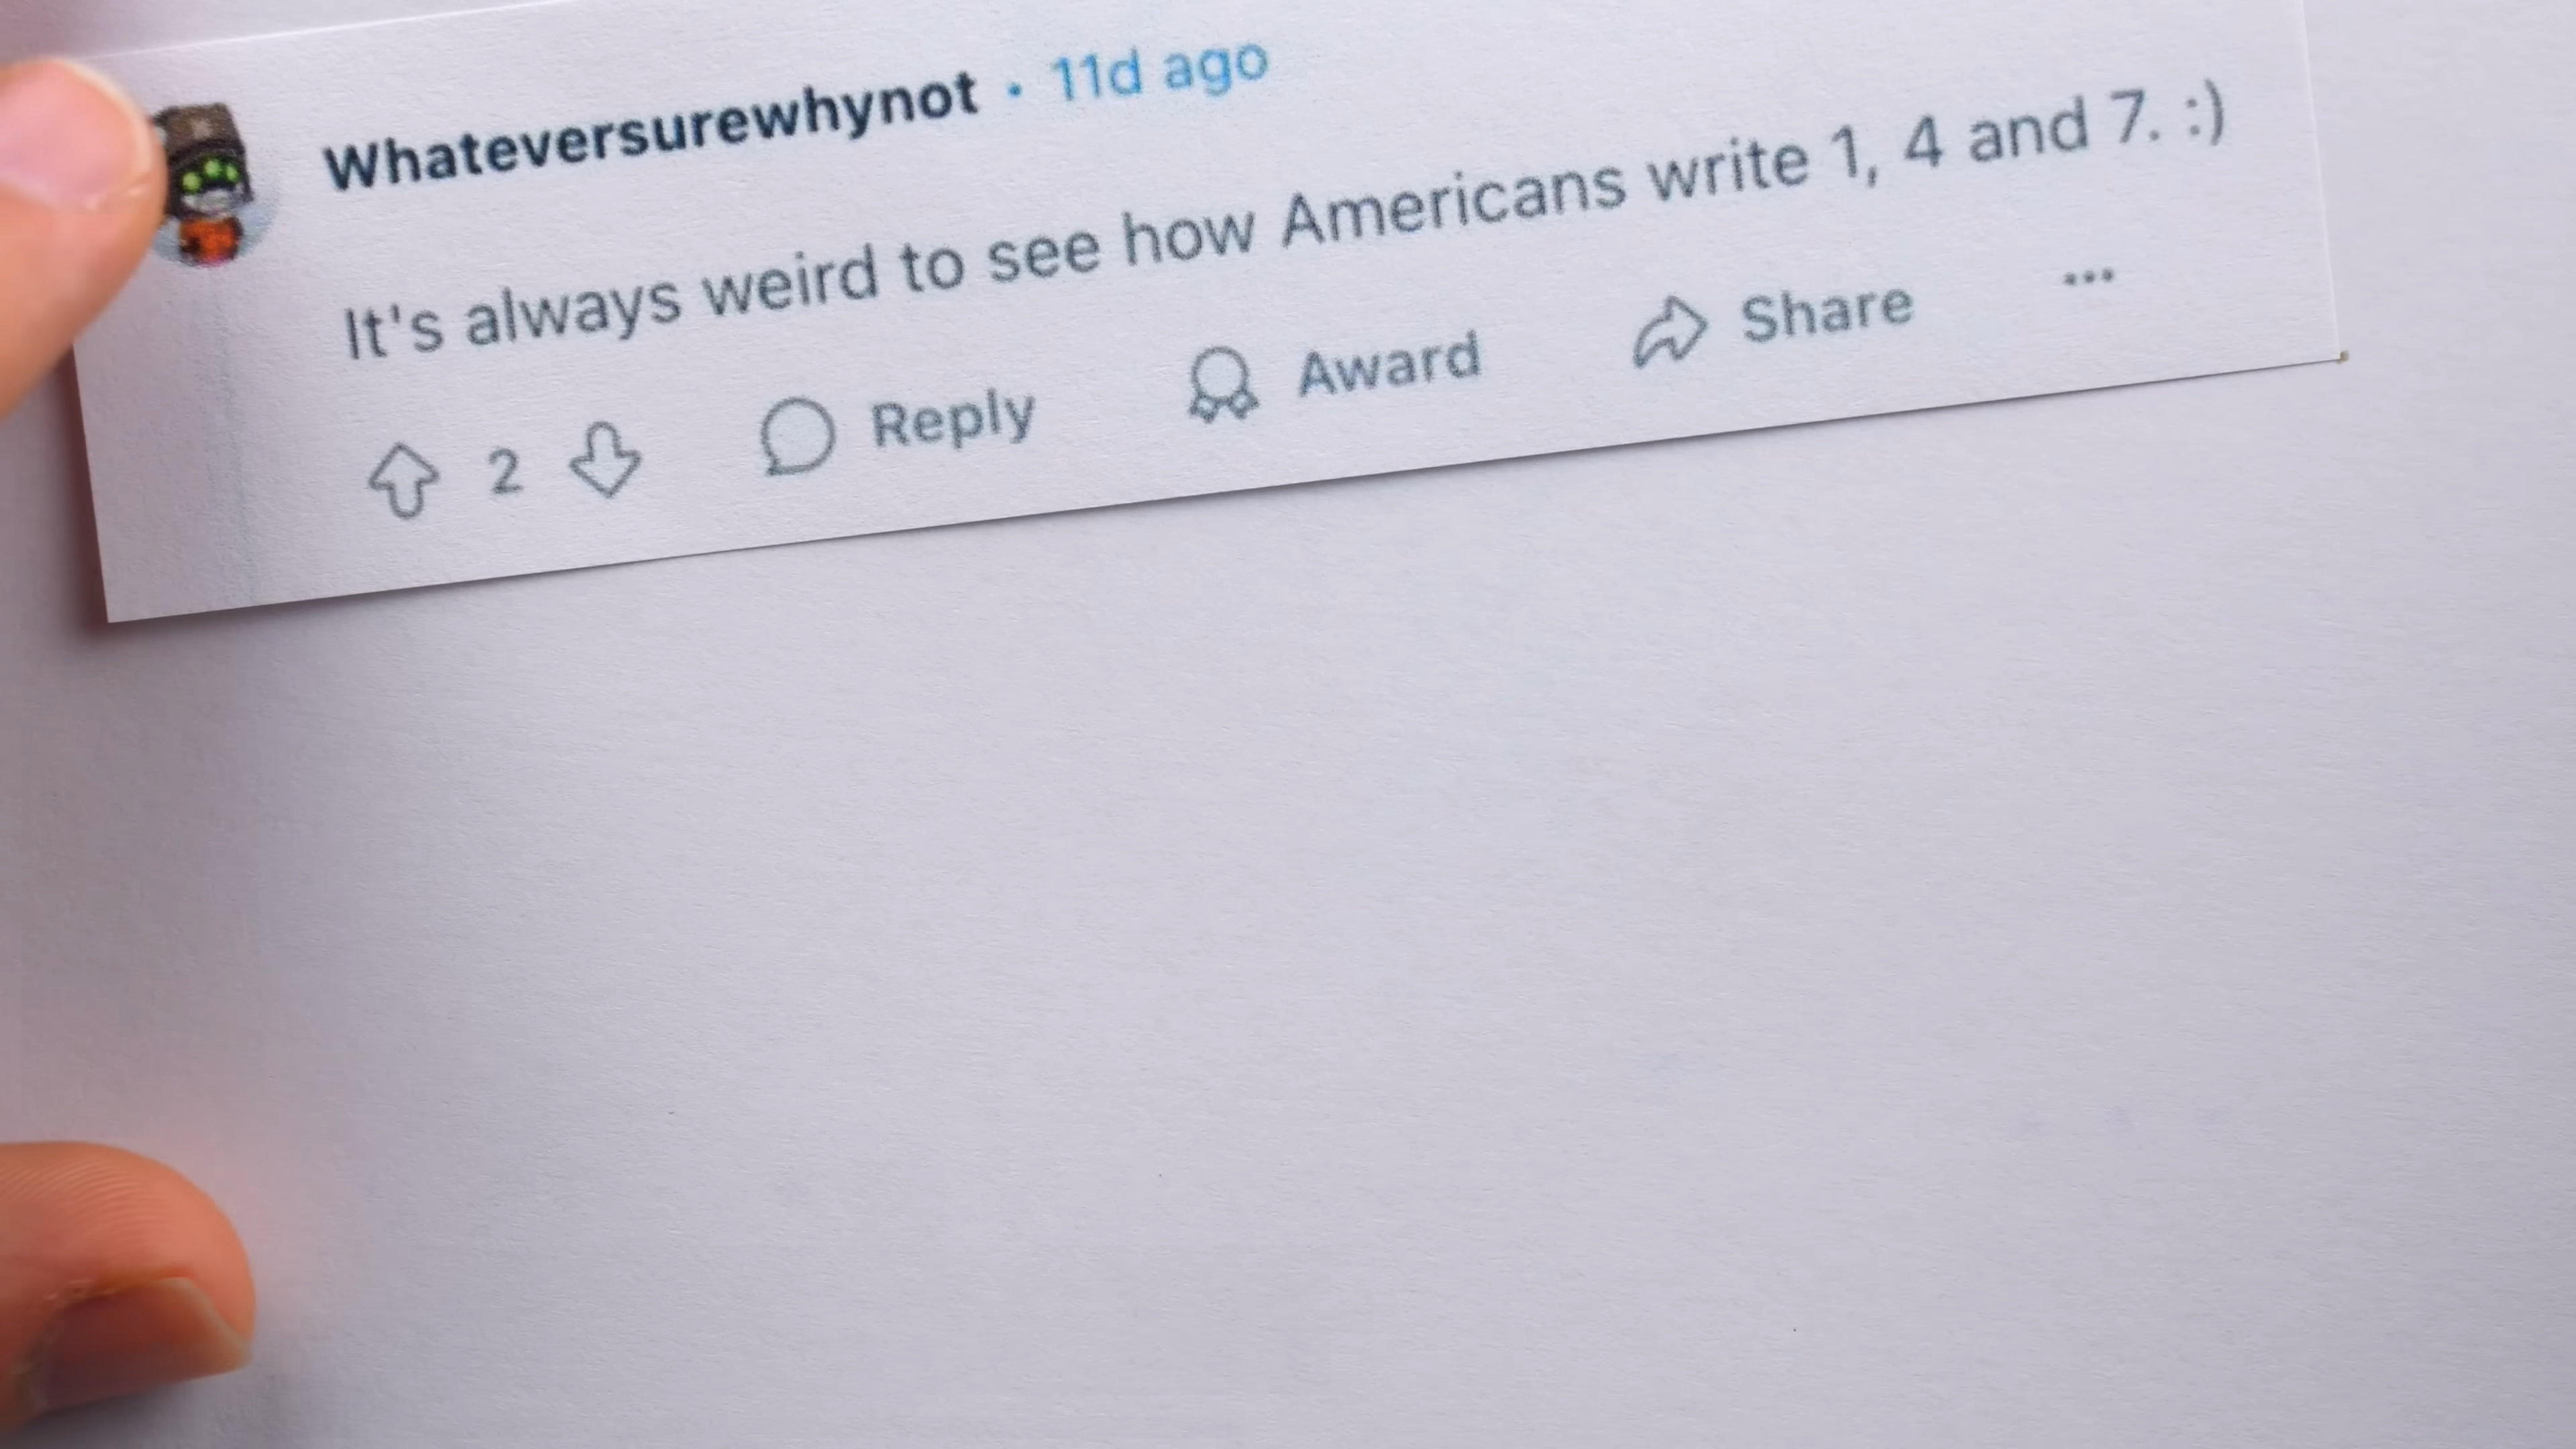 Whateversurewhynot • 11d ago
It's always weird to see how Americans write 1, 4 and 7. :)
2 Reply Award Share ...